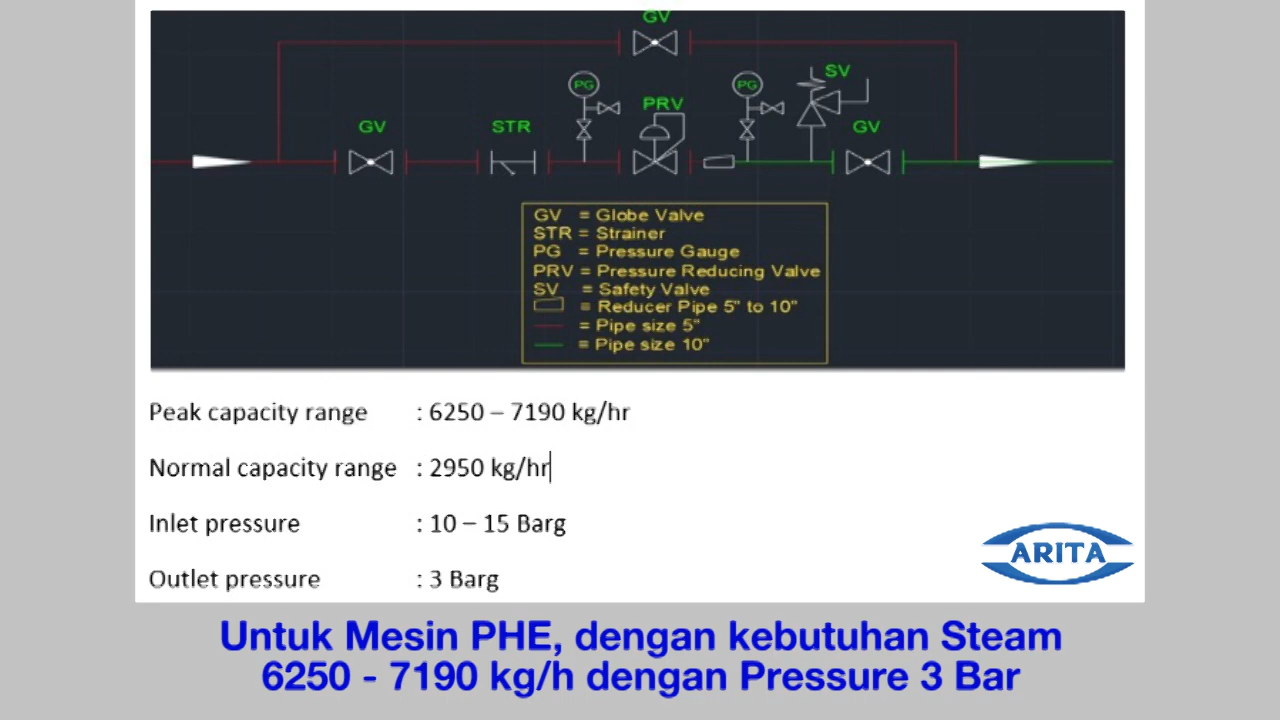 GV
SV
PG
PG
PRV
GV
STR
GV
GV = Globe Valve
STR = Strainer
PG = Pressure Gauge
PRV = Pressure Reducing Valve
SV = Safety Valve
= Reducer Pipe 5" to 10"
= Pipe size 5"
= Pipe size 10"
Peak capacity range : 6250 – 7190 kg/hr
Normal capacity range : 2950 kg/hr
Inlet pressure : 10 – 15 Barg
Outlet pressure : 3 Barg
ARITA
Untuk Mesin PHE, dengan kebutuhan Steam
6250 - 7190 kg/h dengan Pressure 3 Bar